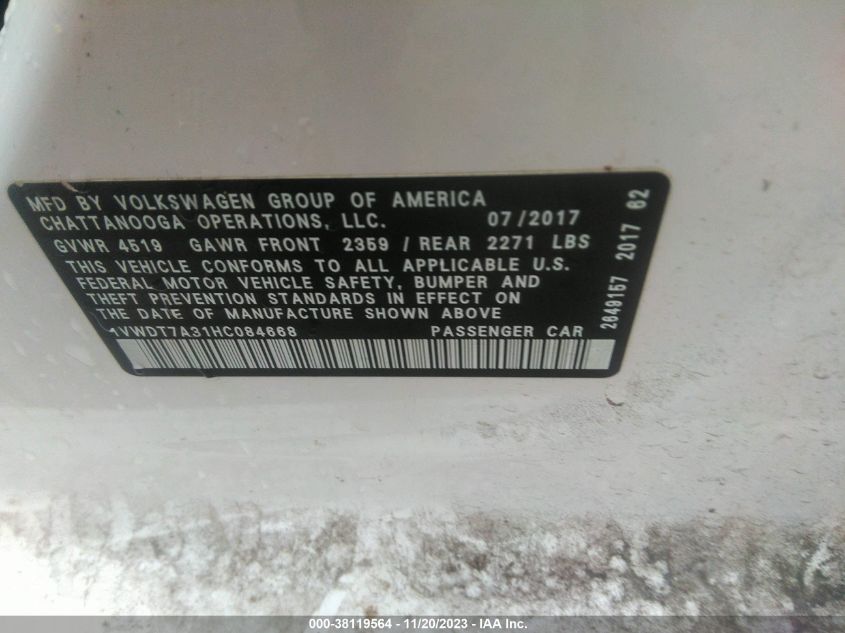 MFD BY VOLKSWAGEN GROUP OF AMERICA
CHATTANOOGA OPERATIONS, LLC. 07/2017
GVWR 4519 GAWR FRONT 2359 / REAR 2271 LBS
THIS VEHICLE CONFORMS TO ALL APPLICABLE U.S.
FEDERAL MOTOR VEHICLE SAFETY, BUMPER AND
THEFT PREVENTION STANDARDS IN EFFECT ON
THE DATE OF MANUFACTURE SHOWN ABOVE
1VWDT7A31HC084668 PASSENGER CAR
2649157 2017 62
000-38119564 - 11/20/2023 - IAA Inc.